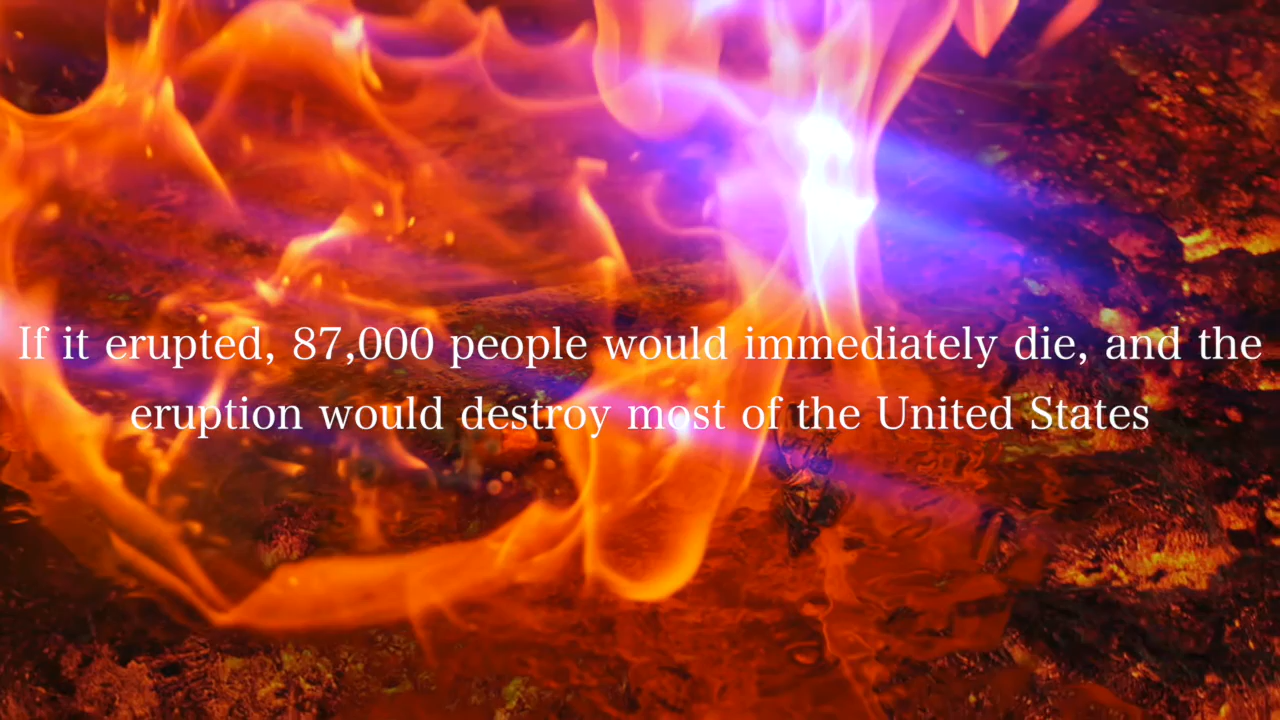 If it erupted, 87,000 people would immediately die, and the
eruption would destroy most of the United States